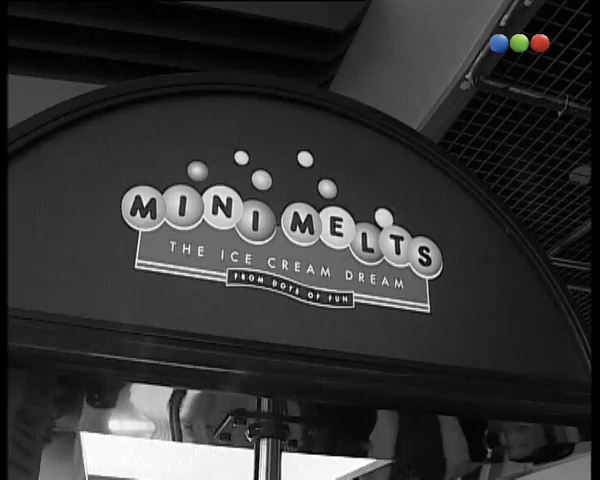 MINI MELTS
THE ICE CREAM DREAM
FROM DOTS OF FUN